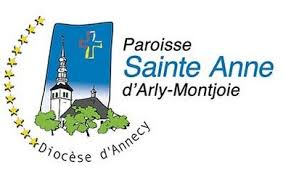 Paroisse
Sainte Anne
d'Arly-Montjoie
Diocèse d'Annecy